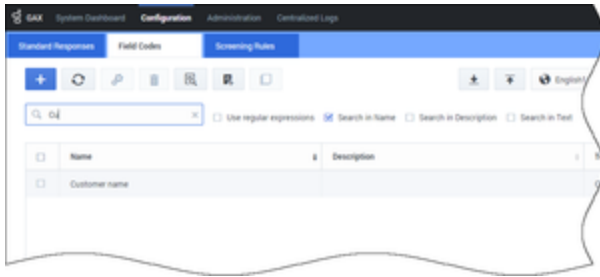 GAX System Dashboard Configuration Administration Centralized Logs
Standard Responses Field Codes Screening Rules
English
Use regular expressions Search in Name Search in Description Search in Text
Name Description
Customer name